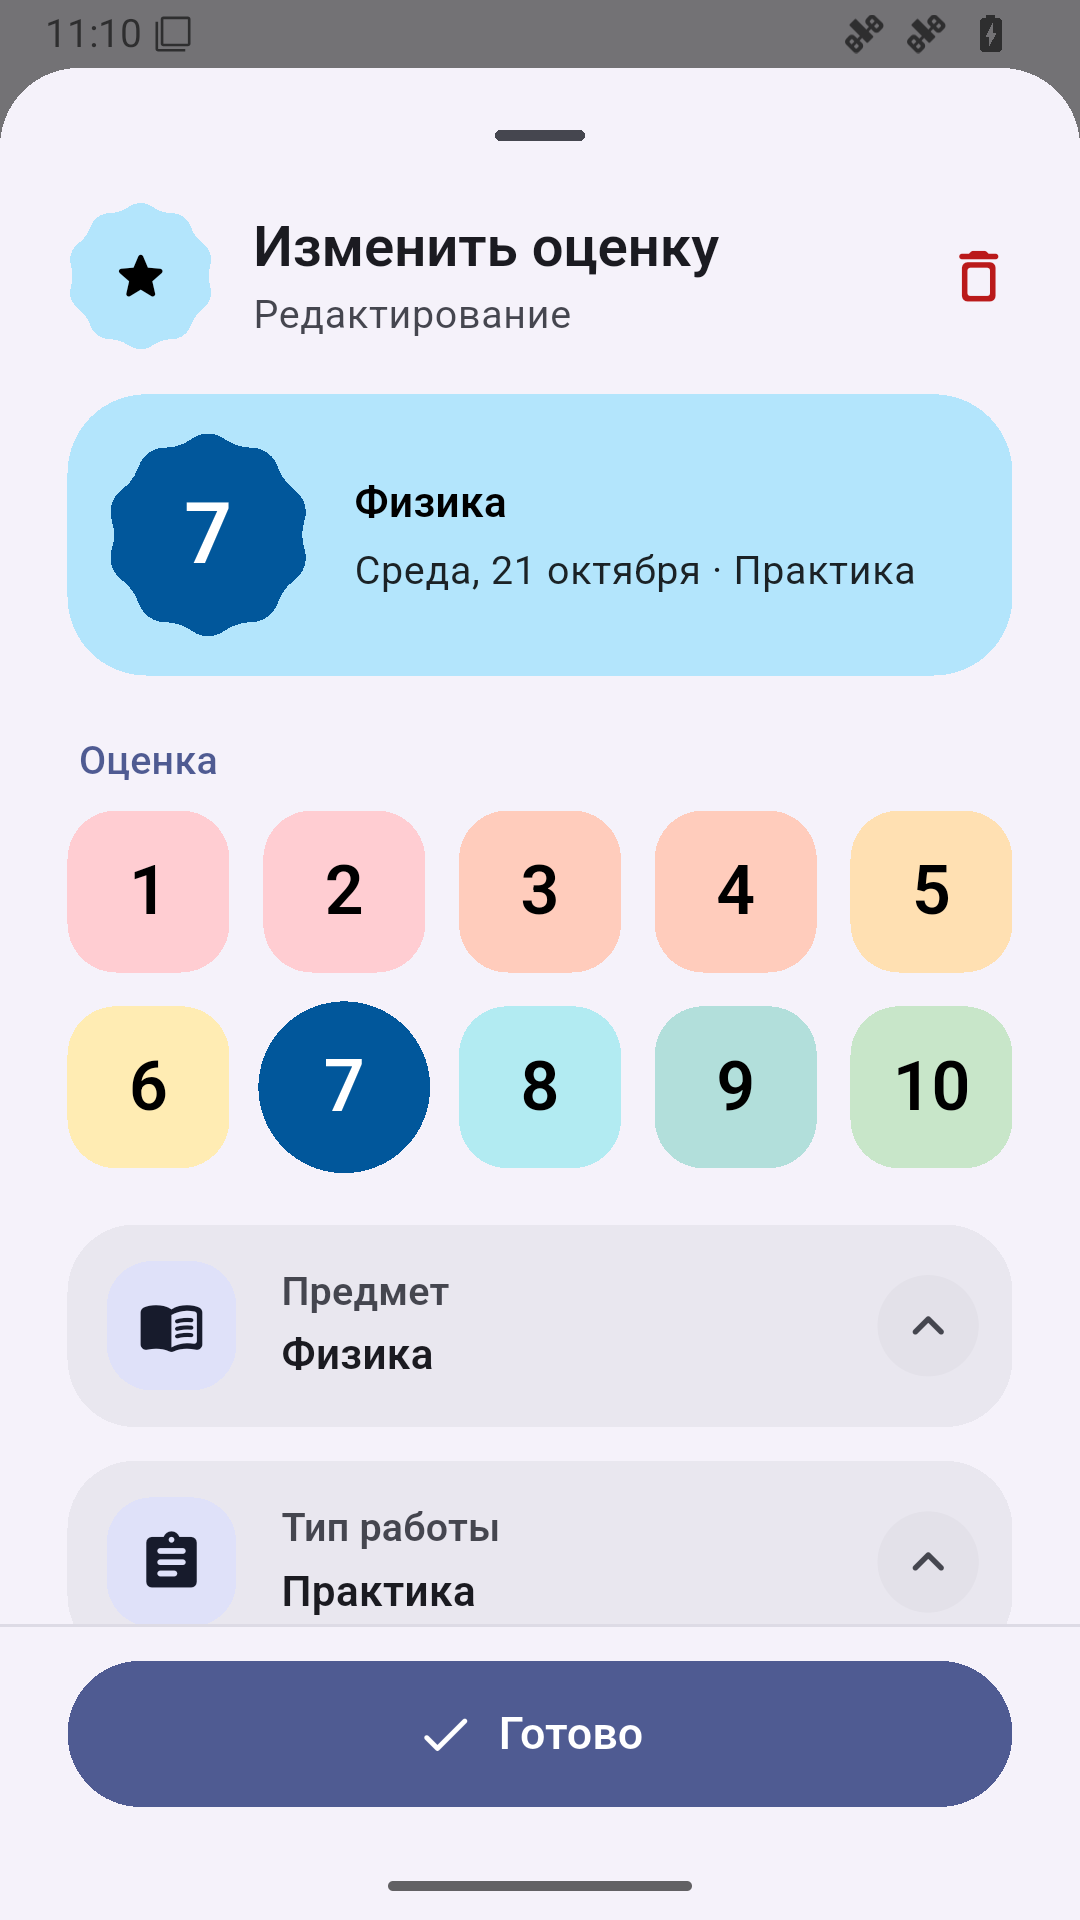 11:10
Изменить оценку
Редактирование
7
Физика
Среда, 21 октября · Практика
Оценка
1 2 3 4 5
6 7 8 9 10
Предмет
Физика
Тип работы
Практика
Готово